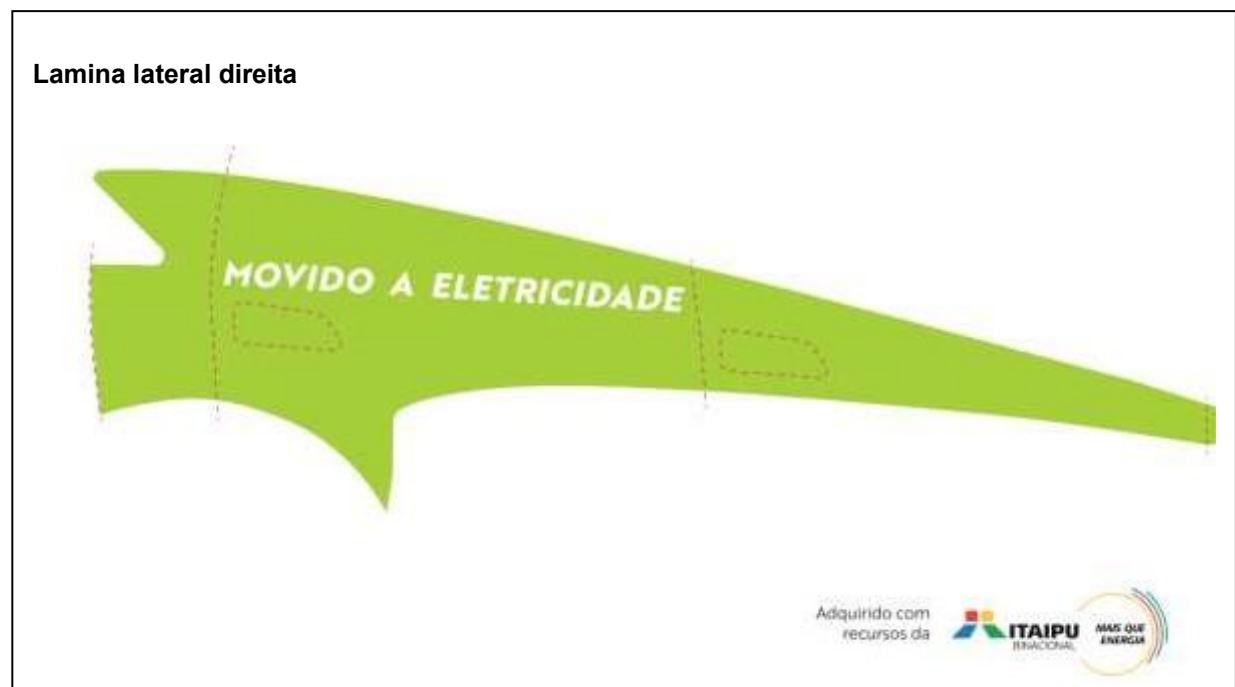 Lamina lateral direita
MOVIDO A ELETRICIDADE
Adquirido com
recursos da
ITAIPU
BINACIONAL
MAIS QUE
ENERGIA